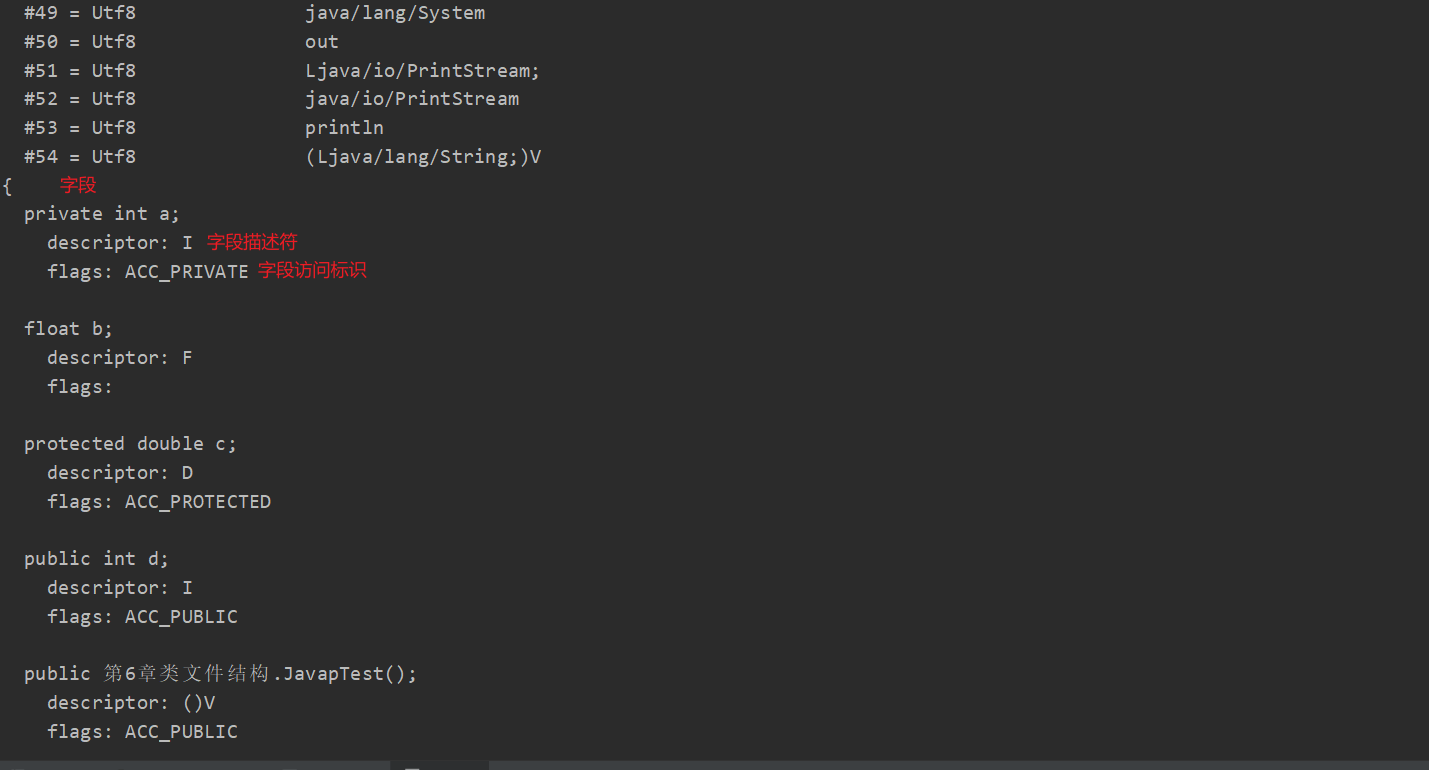 #49 = Utf8               java/lang/System
#50 = Utf8               out
#51 = Utf8               Ljava/io/PrintStream;
#52 = Utf8               java/io/PrintStream
#53 = Utf8               println
#54 = Utf8               (Ljava/lang/String;)V
{ 字段
private int a;
descriptor: I 字段描述符
flags: ACC_PRIVATE 字段访问标识
float b;
descriptor: F
flags:
protected double c;
descriptor: D
flags: ACC_PROTECTED
public int d;
descriptor: I
flags: ACC_PUBLIC
public 第6章类文件结构.JavapTest();
descriptor: ()V
flags: ACC_PUBLIC